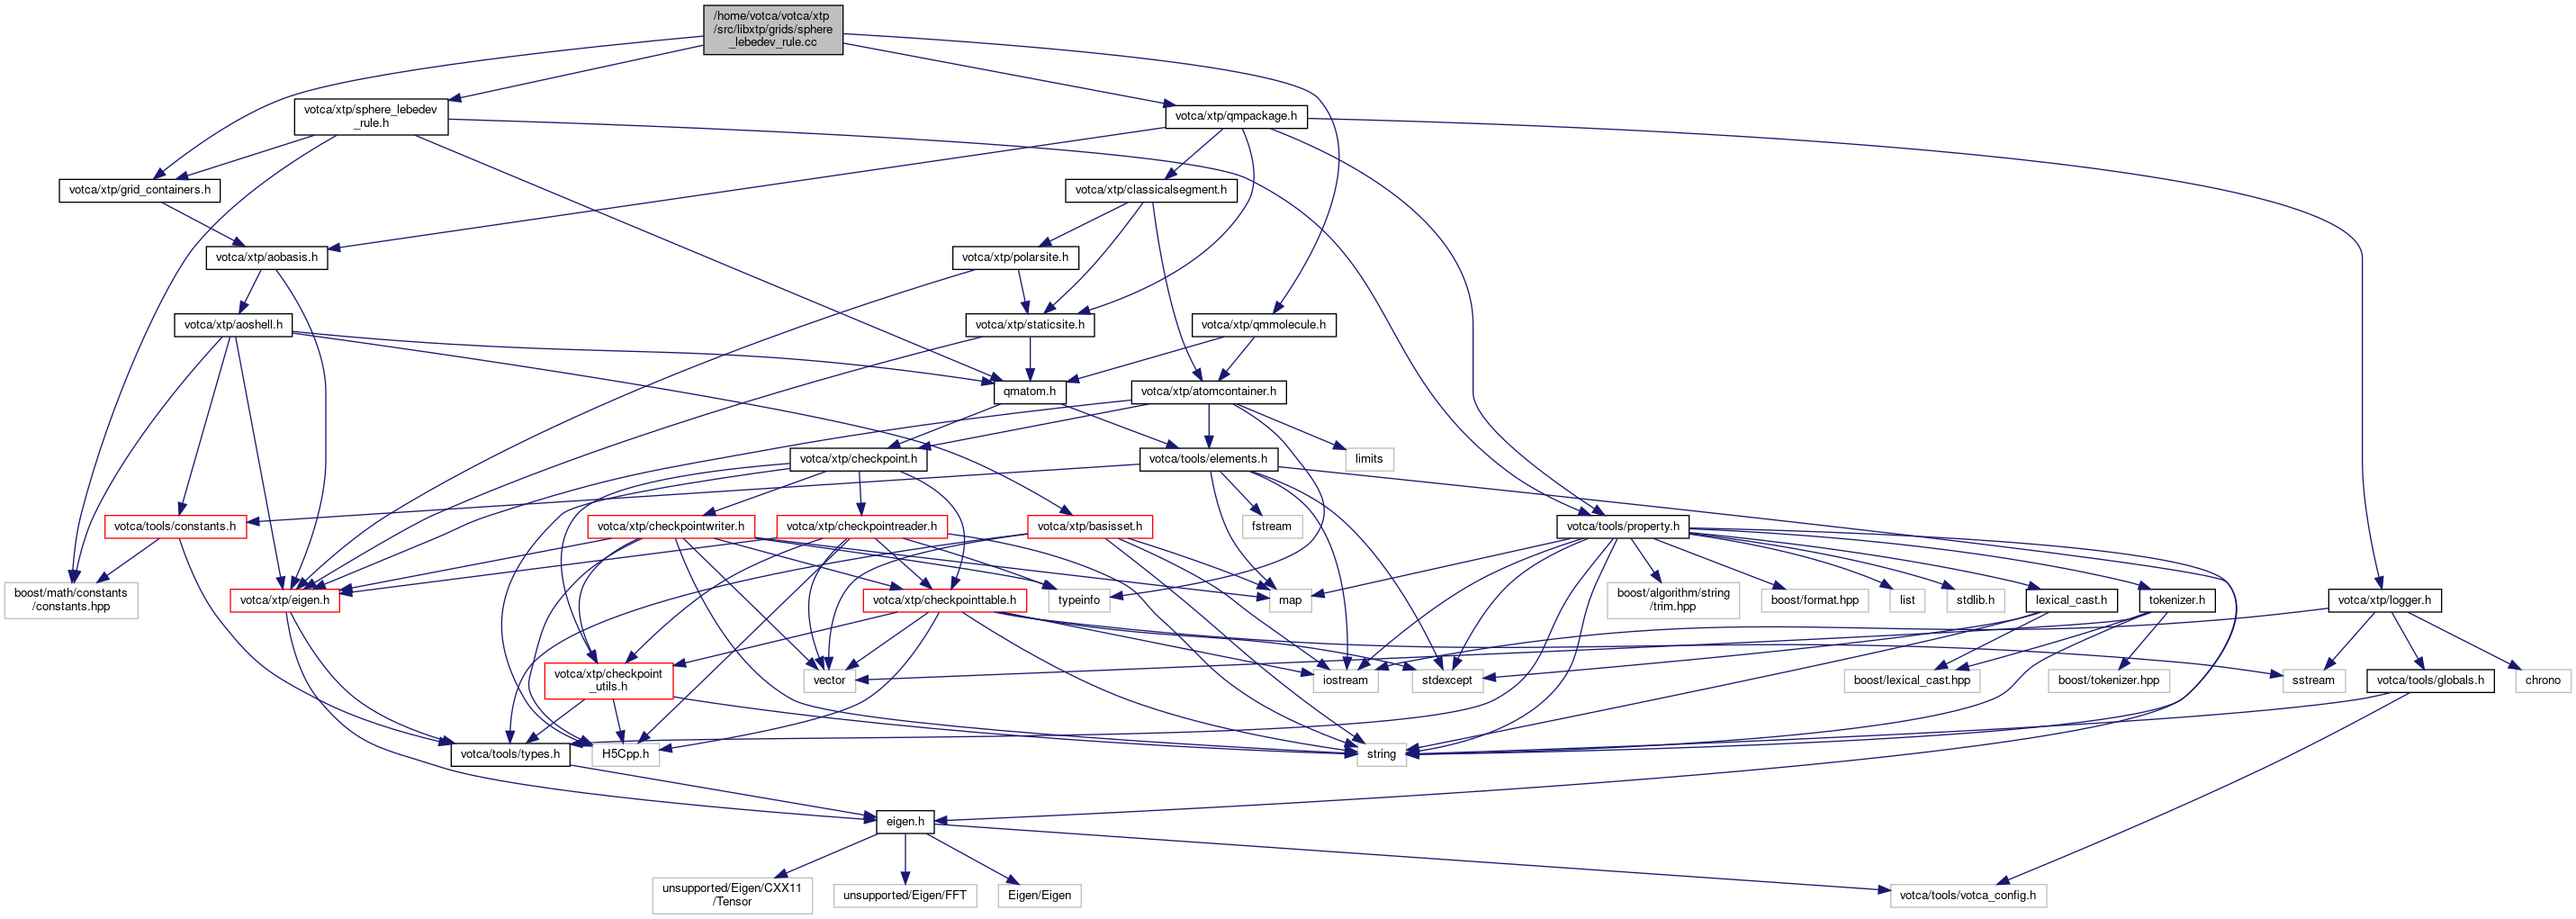 /home/votca/votca/xtp
/src/libxtp/grids/sphere
_lebedev_rule.cc
votca/xtp/sphere_lebedev
_rule.h
votca/xtp/qmpackage.h
votca/xtp/grid_containers.h
votca/xtp/classicalsegment.h
votca/xtp/aobasis.h
votca/xtp/polarsite.h
votca/xtp/aoshell.h
votca/xtp/staticsite.h
votca/xtp/qmmolecule.h
qmatom.h
votca/xtp/atomcontainer.h
votca/xtp/checkpoint.h
votca/tools/elements.h
limits
votca/tools/constants.h
votca/xtp/checkpointwriter.h
votca/xtp/checkpointreader.h
votca/xtp/basisset.h
fstream
votca/tools/property.h
boost/math/constants
/constants.hpp
votca/xtp/eigen.h
votca/xtp/checkpointtable.h
typeinfo
map
boost/algorithm/string
/trim.hpp
boost/format.hpp
list
stdlib.h
lexical_cast.h
tokenizer.h
votca/xtp/logger.h
votca/xtp/checkpoint
_utils.h
vector
iostream
stdexcept
boost/lexical_cast.hpp
boost/tokenizer.hpp
sstream
votca/tools/globals.h
chrono
votca/tools/types.h
H5Cpp.h
string
eigen.h
unsupported/Eigen/CXX11
/Tensor
unsupported/Eigen/FFT
Eigen/Eigen
votca/tools/votca_config.h